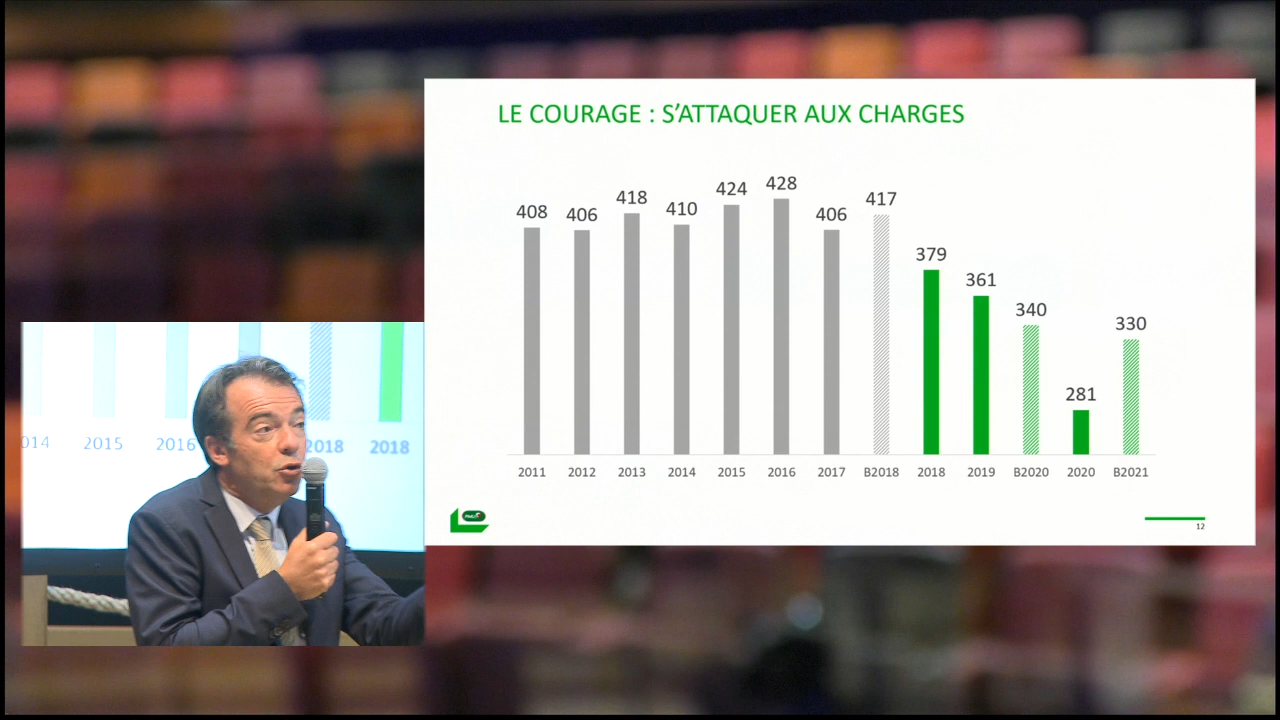 LE COURAGE : S'ATTAQUER AUX CHARGES
408 406 418 410 424 428 406 417 379 361 340 281 330
2011 2012 2013 2014 2015 2016 2017 B2018 2018 2019 B2020 2020 B2021
12
014 2015 2016 2018 2018